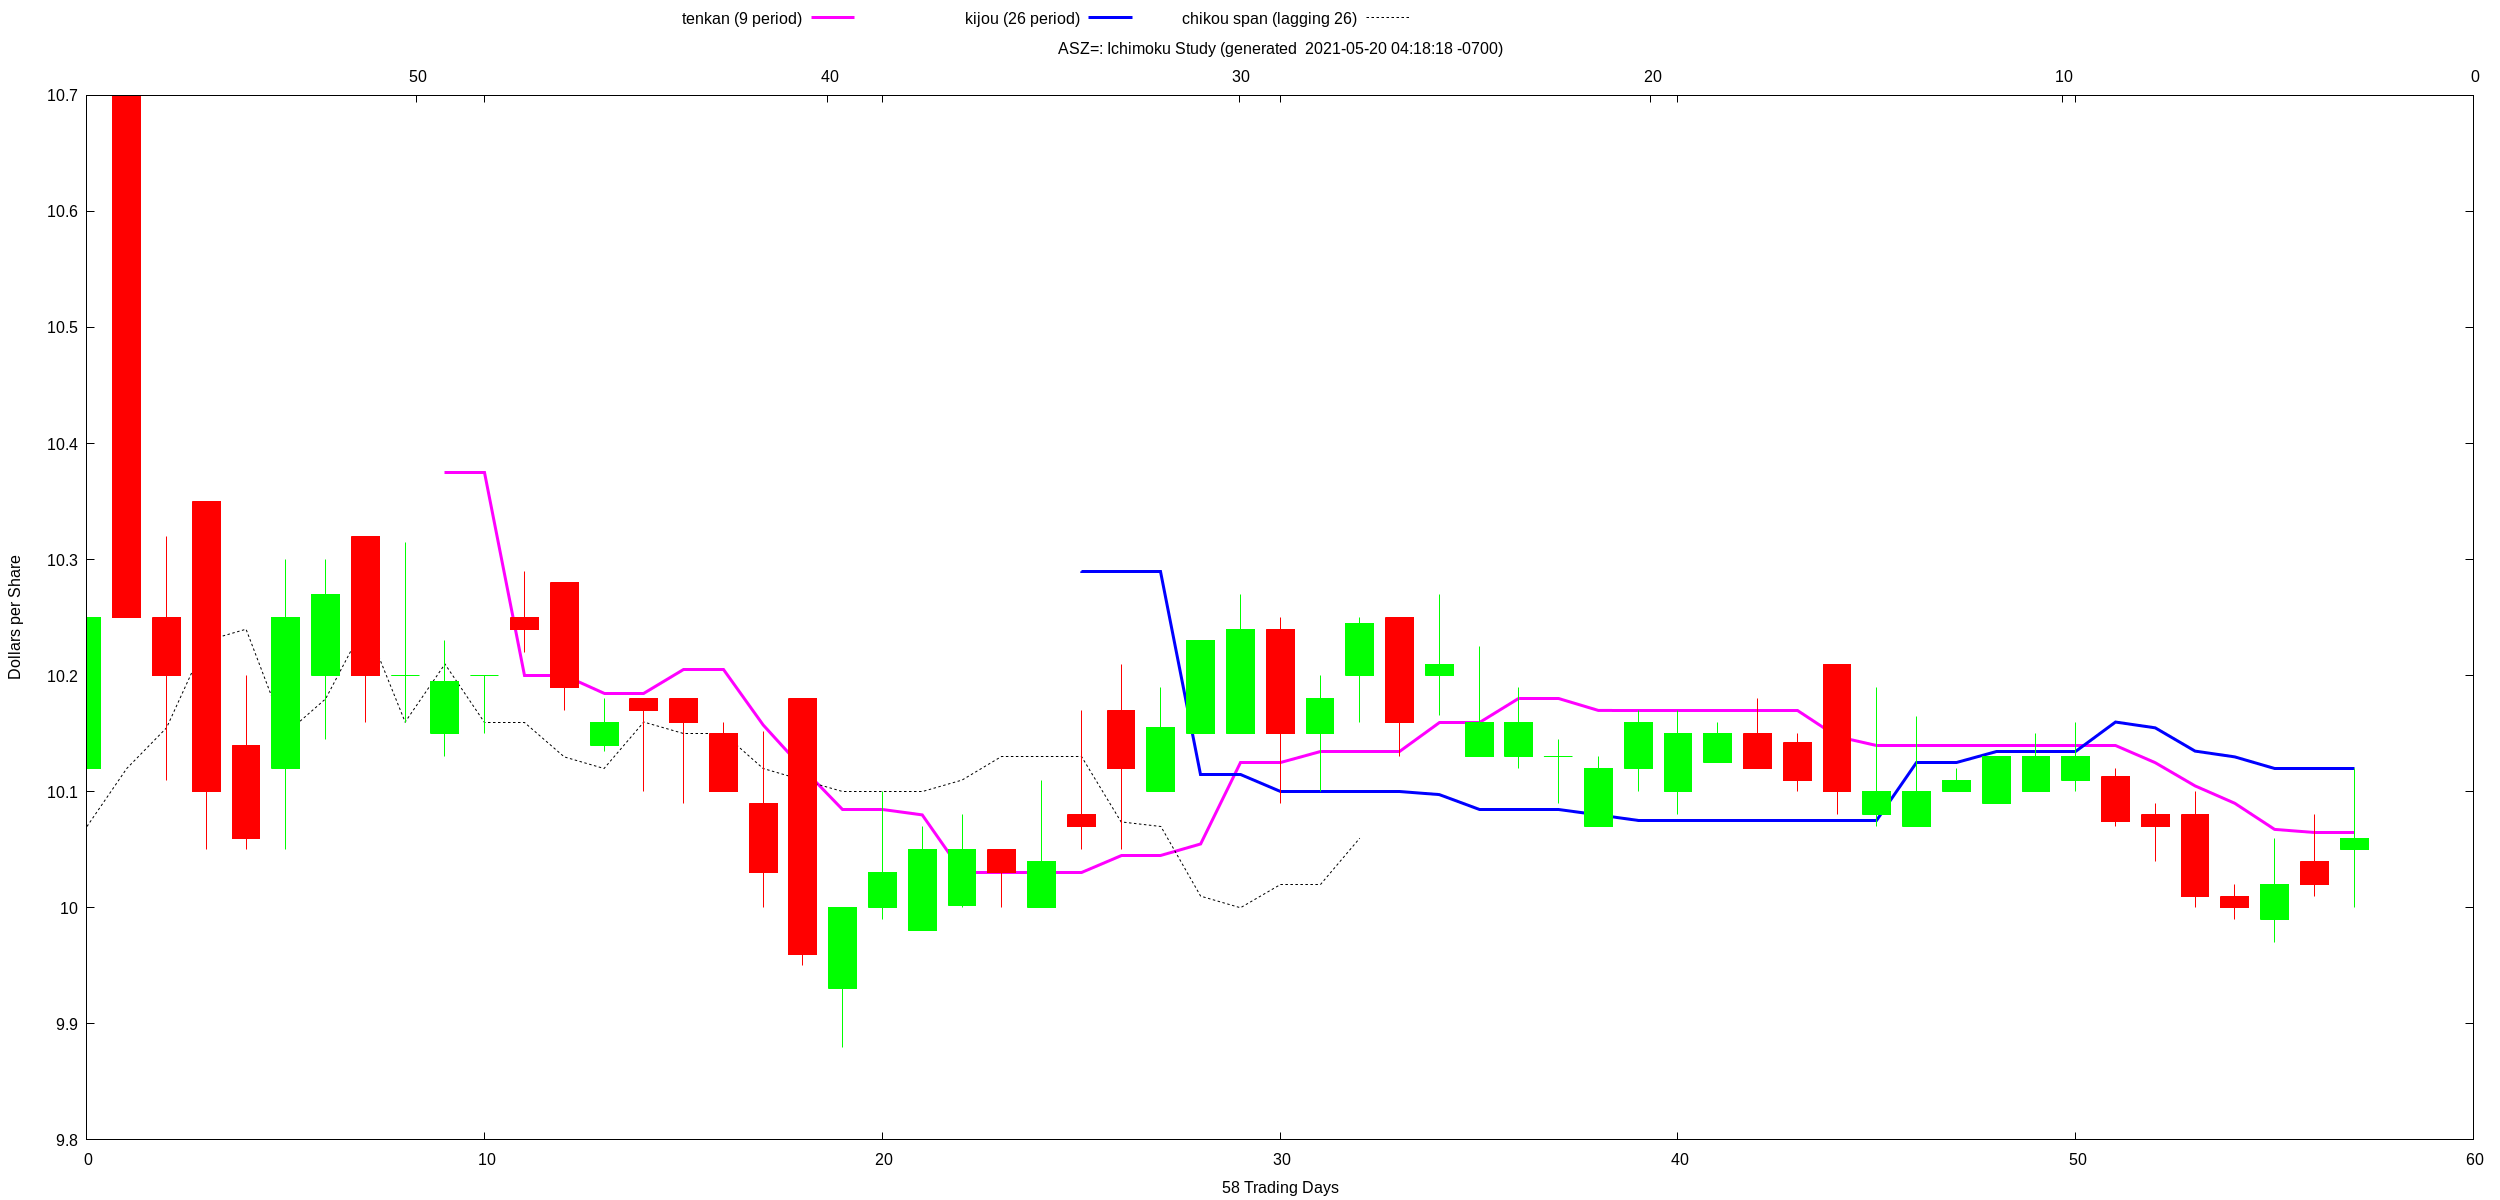 tenkan (9 period) kijou (26 period) chikou span (lagging 26)
ASZ=: Ichimoku Study (generated  2021-05-20 04:18:18 -0700)
50 40 30 20 10 0
10.7
10.6
10.5
10.4
10.3
10.2
10.1
10
9.9
9.8
Dollars per Share
0 10 20 30 40 50 60
58 Trading Days